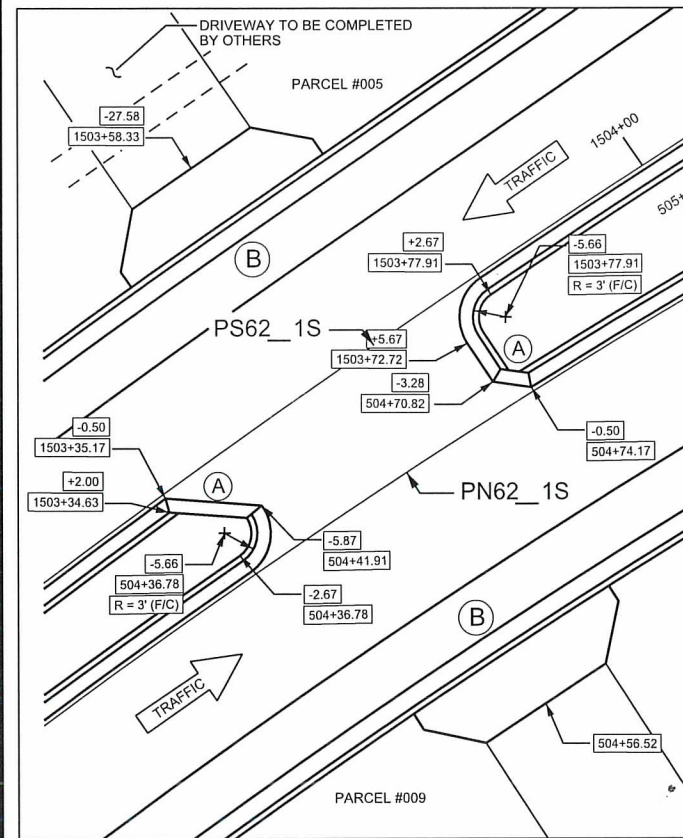 DRIVEWAY TO BE COMPLETED
BY OTHERS
PARCEL #005
-27.58
1503+58.33
1504+00
TRAFFIC
505+
+2.67
1503+77.91
-5.66
1503+77.91
R = 3' (F/C)
B
PS62__1S
+5.67
1503+72.72
A
-3.28
504+70.82
-0.50
504+74.17
-0.50
1503+35.17
+2.00
1503+34.63
A
PN62__1S
-5.87
504+41.91
-5.66
504+36.78
R = 3' (F/C)
-2.67
504+36.78
B
TRAFFIC
504+56.52
PARCEL #009